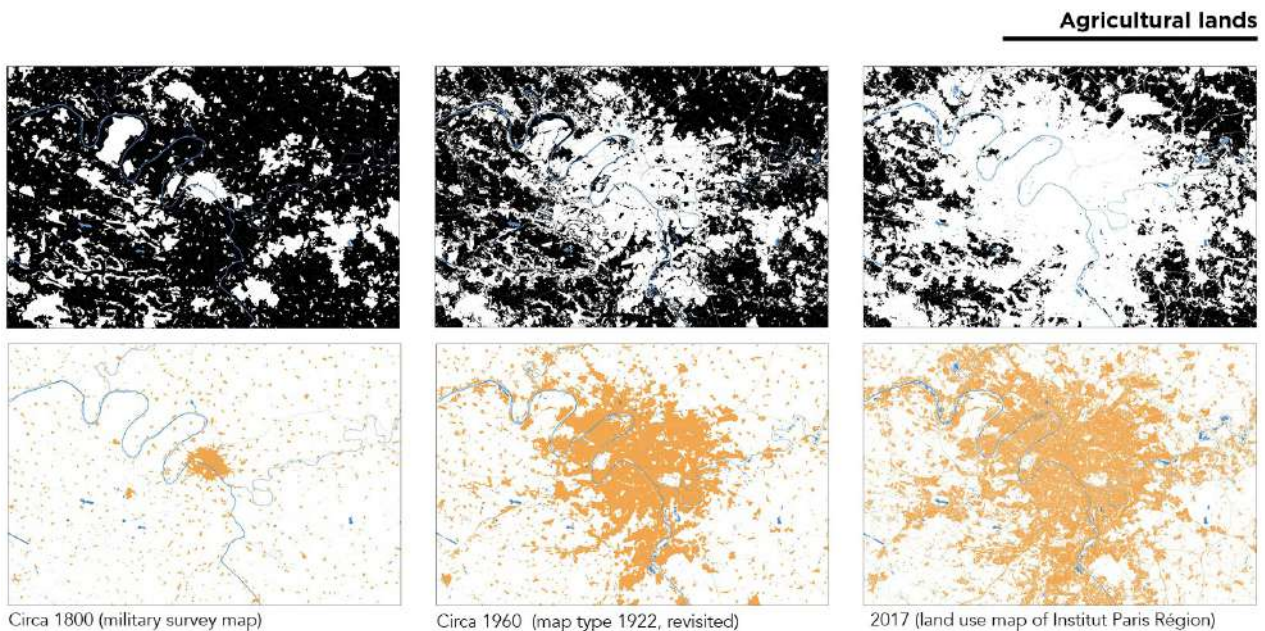 Agricultural lands
Circa 1800 (military survey map)
Circa 1960 (map type 1922, revisited)
2017 (land use map of Institut Paris Région)